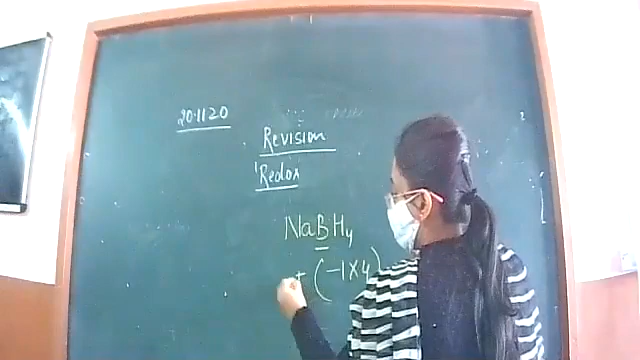 20.11.20
Revision
'Redox
NaBH4
+ (-1×4)